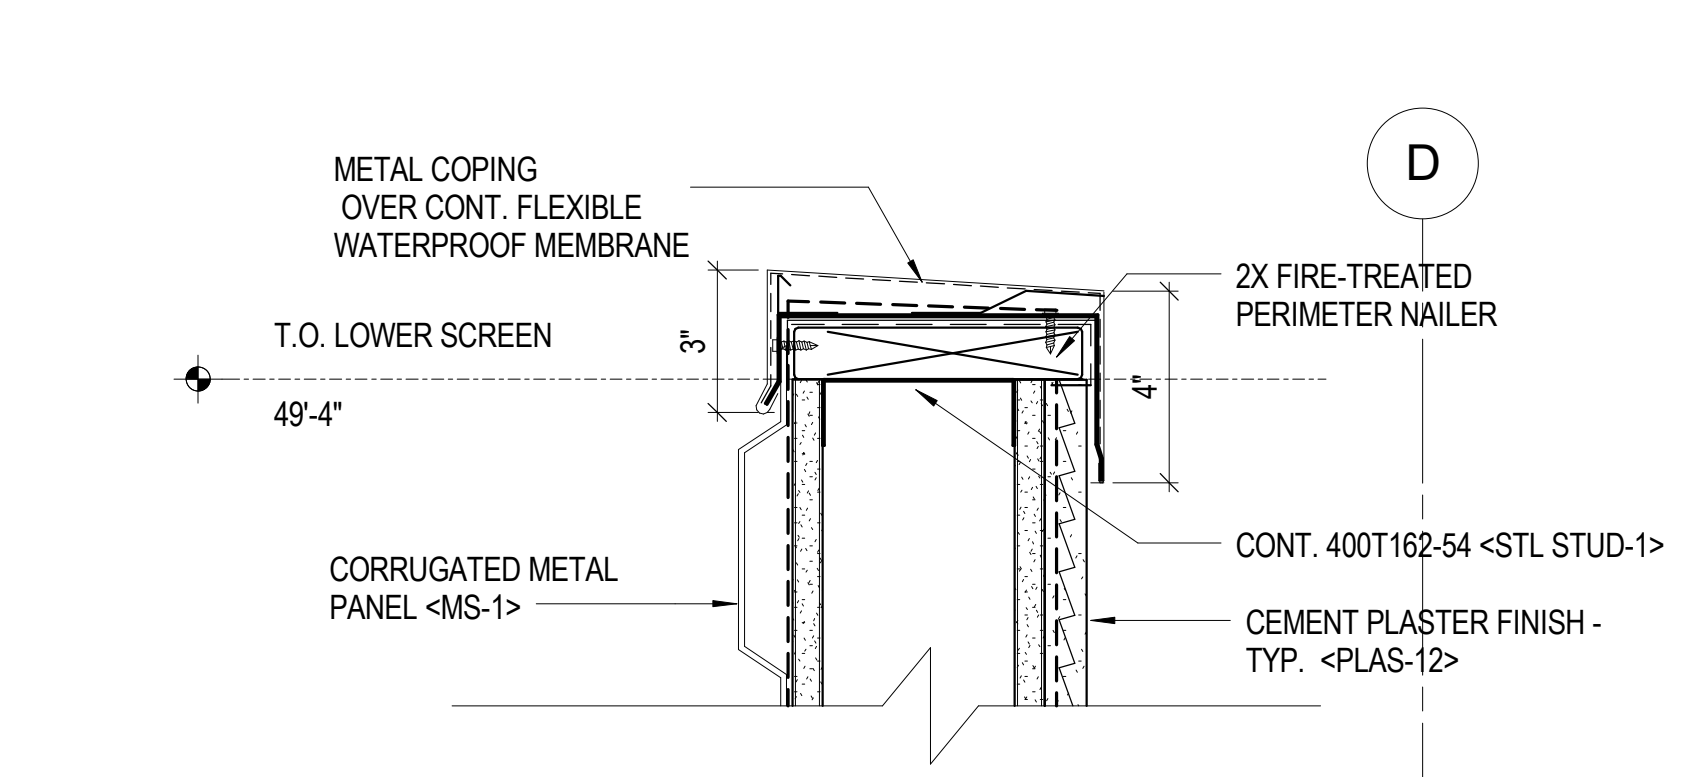 METAL COPING
OVER CONT. FLEXIBLE
WATERPROOF MEMBRANE
D
2X FIRE-TREATED
PERIMETER NAILER
T.O. LOWER SCREEN
3"
4"
49'-4"
CONT. 400T162-54 <STL STUD-1>
CORRUGATED METAL
PANEL <MS-1>
CEMENT PLASTER FINISH -
TYP. <PLAS-12>